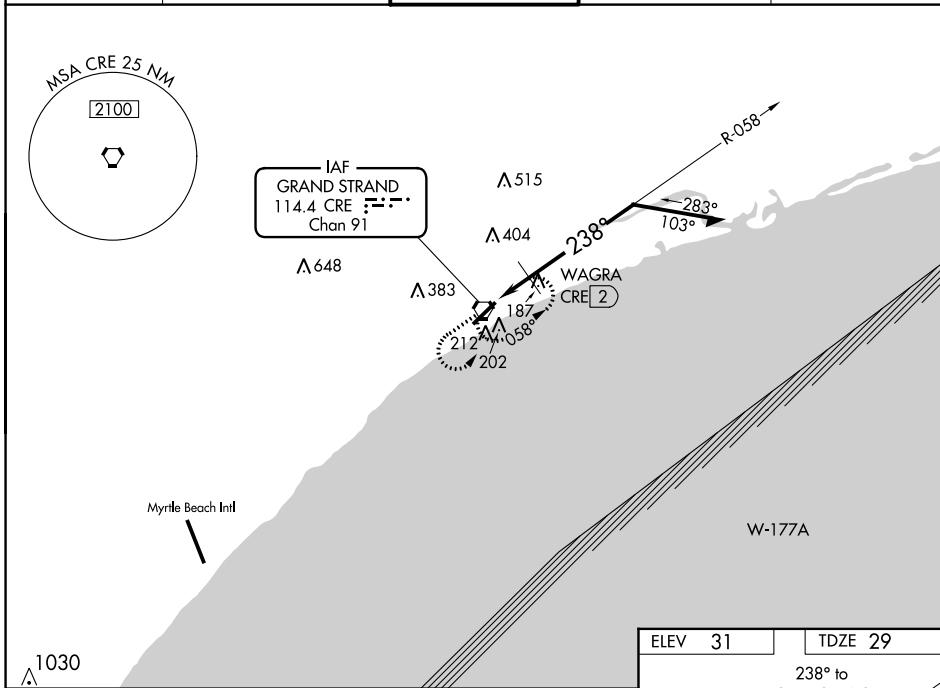 MSA CRE 25 NM
2100
IAF
GRAND STRAND
114.4 CRE
Chan 91
515
R-058
283°
103°
404
238°
648
WAGRA
CRE 2
383
187
058°
212
202
Myrtle Beach Intl
W-177A
1030
ELEV 31
TDZE 29
238° to